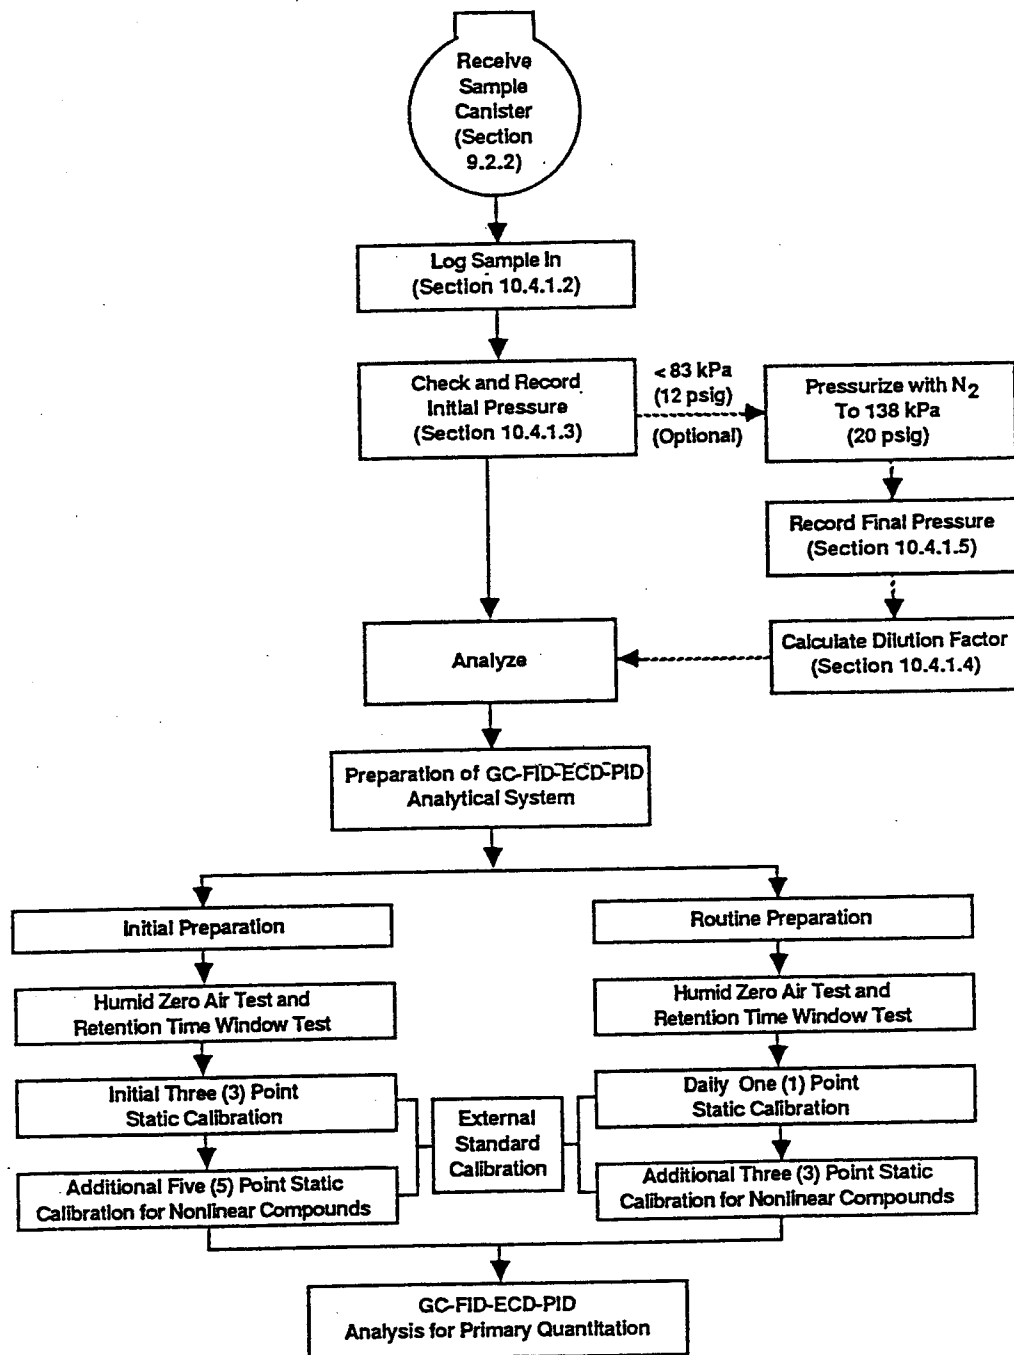 Receive
Sample
Canister
(Section
9.2.2)
Log Sample In
(Section 10.4.1.2)
Check and Record
Initial Pressure
(Section 10.4.1.3)
< 83 kPa
(12 psig)
(Optional)
Pressurize with N2
To 138 kPa
(20 psig)
Record Final Pressure
(Section 10.4.1.5)
Calculate Dilution Factor
(Section 10.4.1.4)
Analyze
Preparation of GC-FID-ECD-PID
Analytical System
Initial Preparation
Humid Zero Air Test and
Retention Time Window Test
Initial Three (3) Point
Static Calibration
Additional Five (5) Point Static
Calibration for Nonlinear Compounds
External
Standard
Calibration
Routine Preparation
Humid Zero Air Test and
Retention Time Window Test
Daily One (1) Point
Static Calibration
Additional Three (3) Point Static
Calibration for Nonlinear Compounds
GC-FID-ECD-PID
Analysis for Primary Quantitation